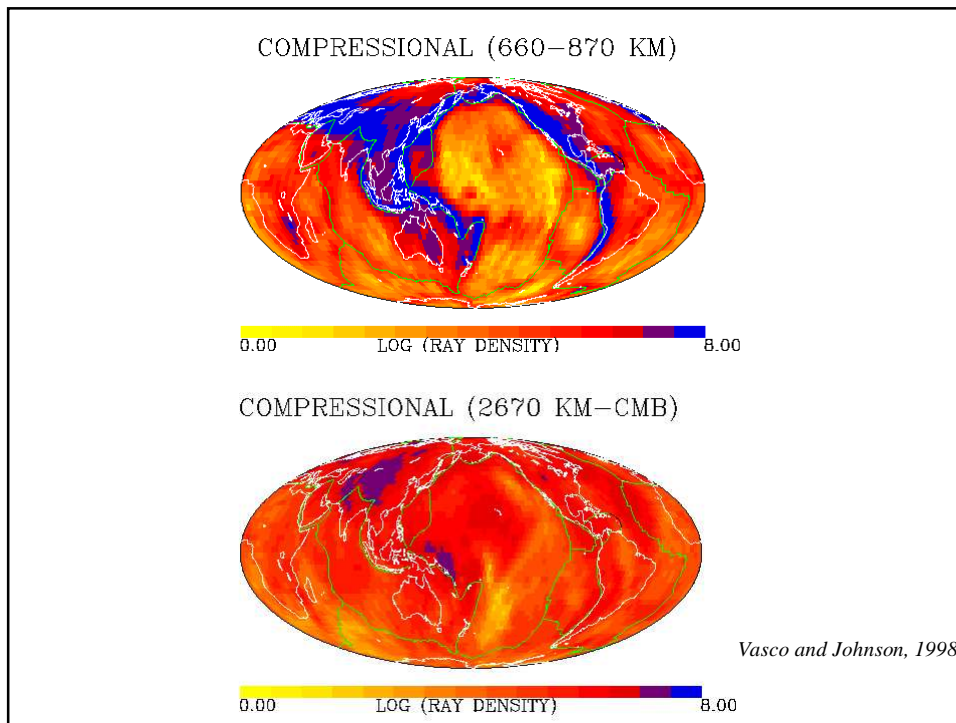 COMPRESSIONAL (660-870 KM)
0.00 LOG (RAY DENSITY) 8.00
COMPRESSIONAL (2670 KM-CMB)
Vasco and Johnson, 1998
0.00 LOG (RAY DENSITY) 8.00